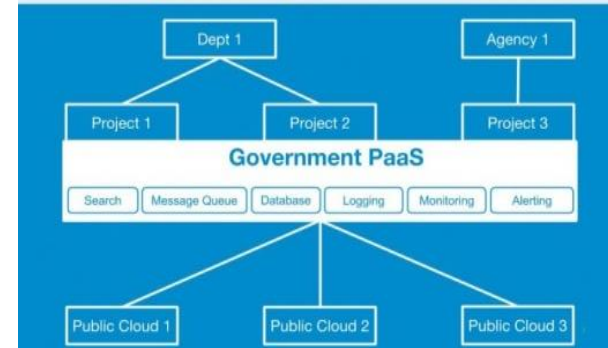 Dept 1 Agency 1
Project 1 Project 2 Project 3
Government PaaS
Search Message Queue Database Logging Monitoring Alerting
Public Cloud 1 Public Cloud 2 Public Cloud 3